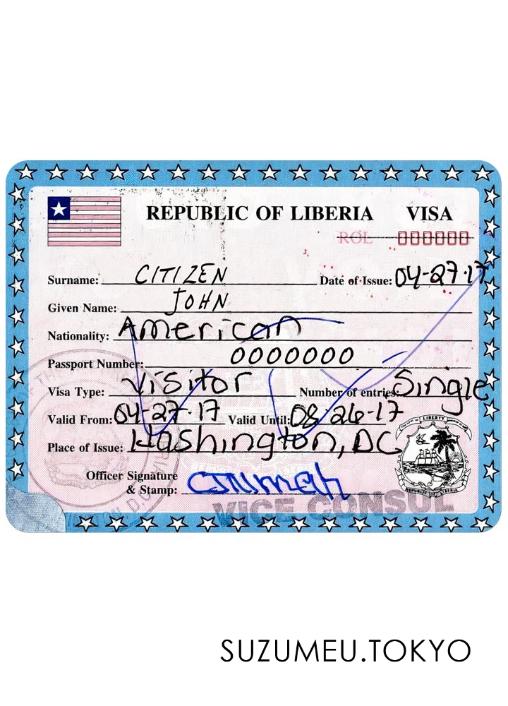 REPUBLIC OF LIBERIA VISA
ROL 000000
Surname: CITIZEN Date of Issue: 04-27-17
Given Name: JOHN
Nationality: American
Passport Number: 0000000
Visa Type: Visitor Number of entries: Single
Valid From: 04-27-17 Valid Until: 08-26-17
Place of Issue: Washington, DC
Officer Signature
& Stamp:
VICE CONSUL
SUZUMEU.TOKYO